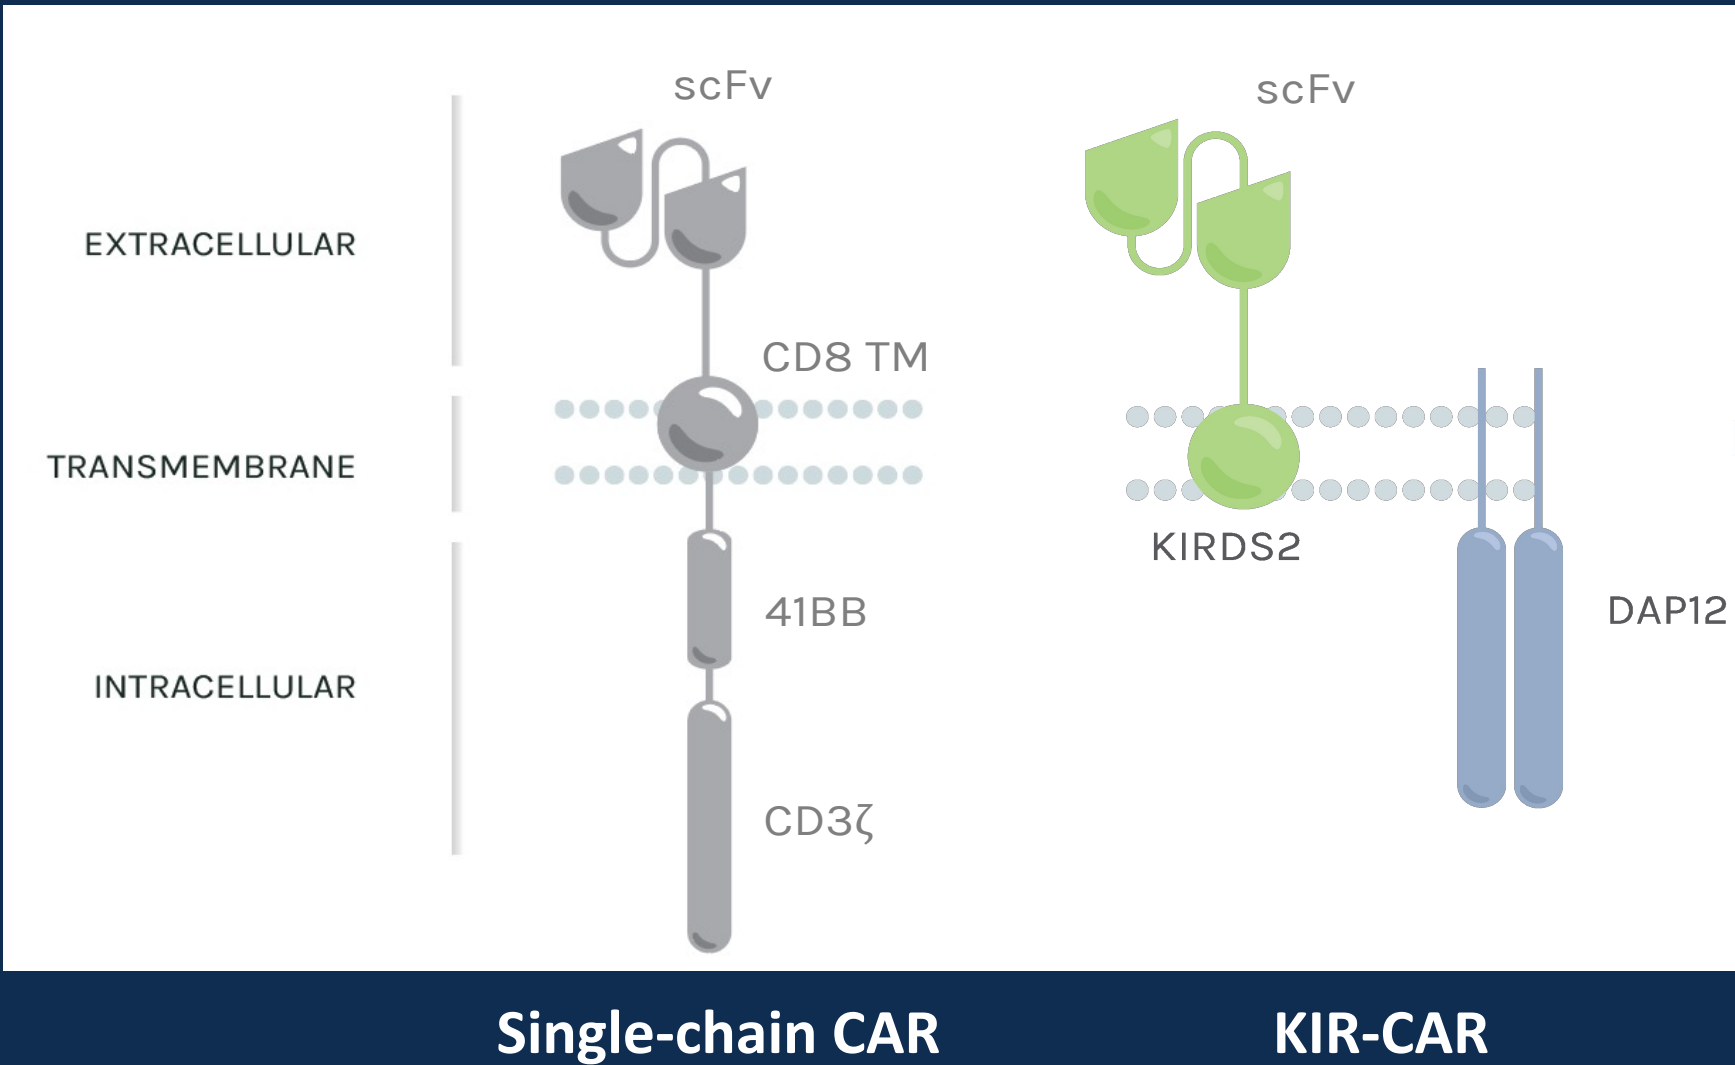 scFv
scFv
EXTRACELLULAR
CD8 TM
TRANSMEMBRANE
KIRDS2
41BB
DAP12
INTRACELLULAR
CD3ζ
Single-chain CAR
KIR-CAR